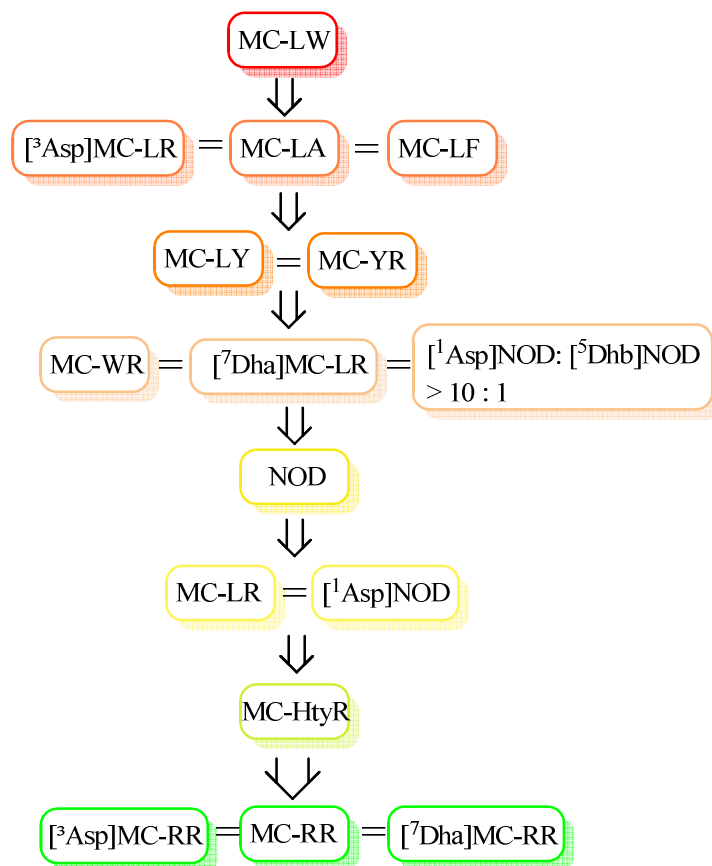 MC-LW
[³Asp]MC-LR = MC-LA = MC-LF
MC-LY = MC-YR
MC-WR = [⁷Dha]MC-LR = [¹Asp]NOD: [⁵Dhb]NOD
> 10 : 1
NOD
MC-LR = [¹Asp]NOD
MC-HtyR
[³Asp]MC-RR = MC-RR = [⁷Dha]MC-RR